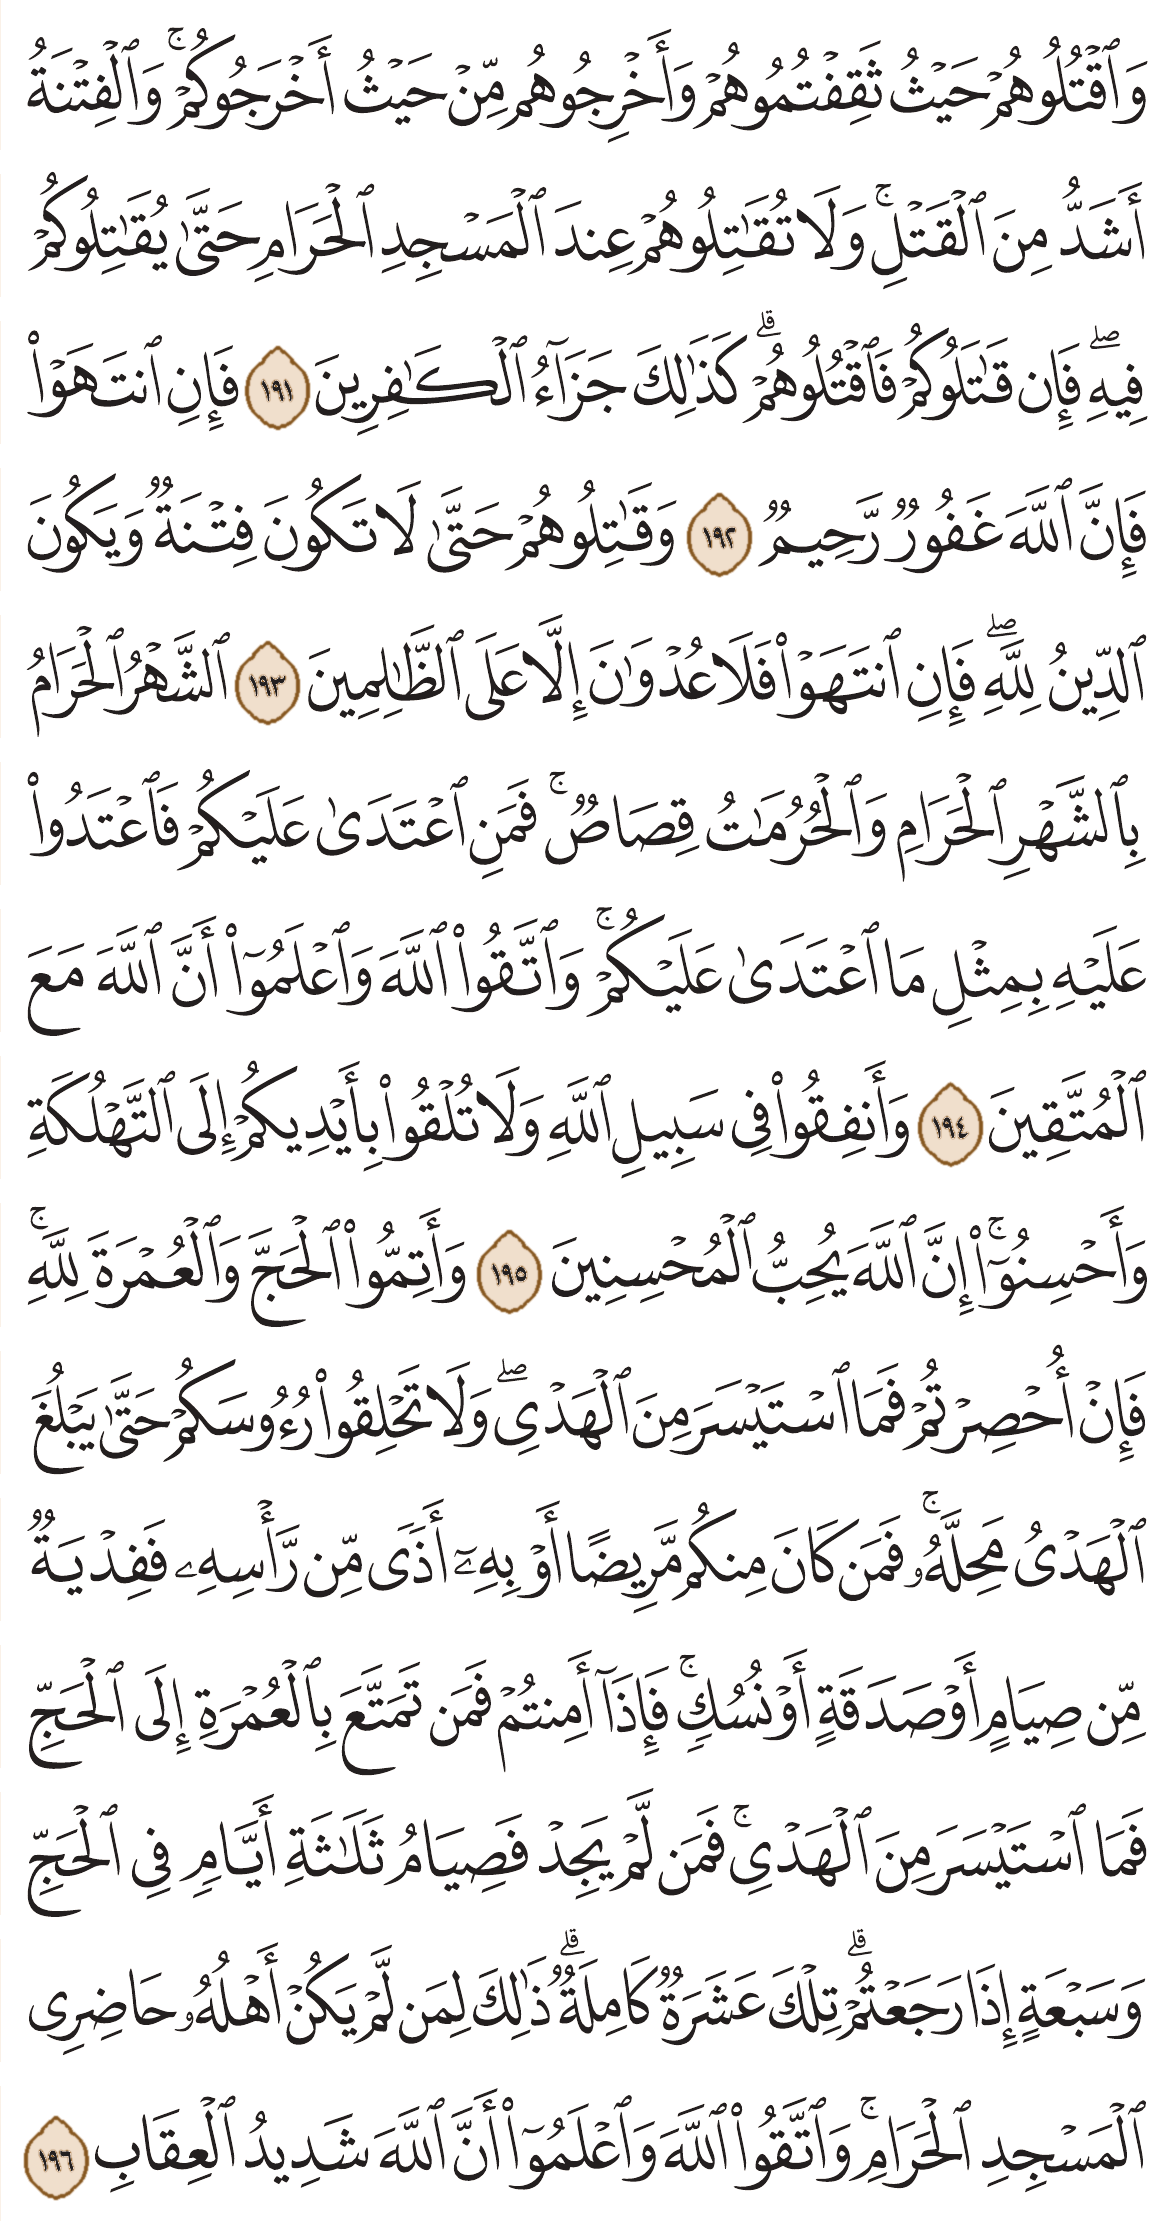 وَٱقۡتُلُوهُمۡ حَيۡثُ ثَقِفۡتُمُوهُمۡ وَأَخۡرِجُوهُم مِّنۡ حَيۡثُ أَخۡرَجُوكُمۡۚ وَٱلۡفِتۡنَةُ
أَشَدُّ مِنَ ٱلۡقَتۡلِۚ وَلَا تُقَٰتِلُوهُمۡ عِندَ ٱلۡمَسۡجِدِ ٱلۡحَرَامِ حَتَّىٰ يُقَٰتِلُوكُمۡ
فِيهِۖ فَإِن قَٰتَلُوكُمۡ فَٱقۡتُلُوهُمۡۗ كَذَٰلِكَ جَزَآءُ ٱلۡكَٰفِرِينَ ١٩١ فَإِنِ ٱنتَهَوۡاْ
فَإِنَّ ٱللَّهَ غَفُورٞ رَّحِيمٞ ١٩٢ وَقَٰتِلُوهُمۡ حَتَّىٰ لَا تَكُونَ فِتۡنَةٞ وَيَكُونَ
ٱلدِّينُ لِلَّهِۖ فَإِنِ ٱنتَهَوۡاْ فَلَا عُدۡوَٰنَ إِلَّا عَلَى ٱلظَّٰلِمِينَ ١٩٣ ٱلشَّهۡرُ ٱلۡحَرَامُ
بِٱلشَّهۡرِ ٱلۡحَرَامِ وَٱلۡحُرُمَٰتُ قِصَاصٞۚ فَمَنِ ٱعۡتَدَىٰ عَلَيۡكُمۡ فَٱعۡتَدُواْ
عَلَيۡهِ بِمِثۡلِ مَا ٱعۡتَدَىٰ عَلَيۡكُمۡۚ وَٱتَّقُواْ ٱللَّهَ وَٱعۡلَمُوٓاْ أَنَّ ٱللَّهَ مَعَ
ٱلۡمُتَّقِينَ ١٩٤ وَأَنفِقُواْ فِي سَبِيلِ ٱللَّهِ وَلَا تُلۡقُواْ بِأَيۡدِيكُمۡ إِلَى ٱلتَّهۡلُكَةِ
وَأَحۡسِنُوٓاْۚ إِنَّ ٱللَّهَ يُحِبُّ ٱلۡمُحۡسِنِينَ ١٩٥ وَأَتِمُّواْ ٱلۡحَجَّ وَٱلۡعُمۡرَةَ لِلَّهِۚ
فَإِنۡ أُحۡصِرۡتُمۡ فَمَا ٱسۡتَيۡسَرَ مِنَ ٱلۡهَدۡيِۖ وَلَا تَحۡلِقُواْ رُءُوسَكُمۡ حَتَّىٰ يَبۡلُغَ
ٱلۡهَدۡيُ مَحِلَّهُۥۚ فَمَن كَانَ مِنكُم مَّرِيضًا أَوۡ بِهِۦٓ أَذٗى مِّن رَّأۡسِهِۦ فَفِدۡيَةٞ
مِّن صِيَامٍ أَوۡ صَدَقَةٍ أَوۡ نُسُكٖۚ فَإِذَآ أَمِنتُمۡ فَمَن تَمَتَّعَ بِٱلۡعُمۡرَةِ إِلَى ٱلۡحَجِّ
فَمَا ٱسۡتَيۡسَرَ مِنَ ٱلۡهَدۡيِۚ فَمَن لَّمۡ يَجِدۡ فَصِيَامُ ثَلَٰثَةِ أَيَّامٖ فِي ٱلۡحَجِّ
وَسَبۡعَةٍ إِذَا رَجَعۡتُمۡۗ تِلۡكَ عَشَرَةٞ كَامِلَةٞۗ ذَٰلِكَ لِمَن لَّمۡ يَكُنۡ أَهۡلُهُۥ حَاضِرِي
ٱلۡمَسۡجِدِ ٱلۡحَرَامِۚ وَٱتَّقُواْ ٱللَّهَ وَٱعۡلَمُوٓاْ أَنَّ ٱللَّهَ شَدِيدُ ٱلۡعِقَابِ ١٩٦